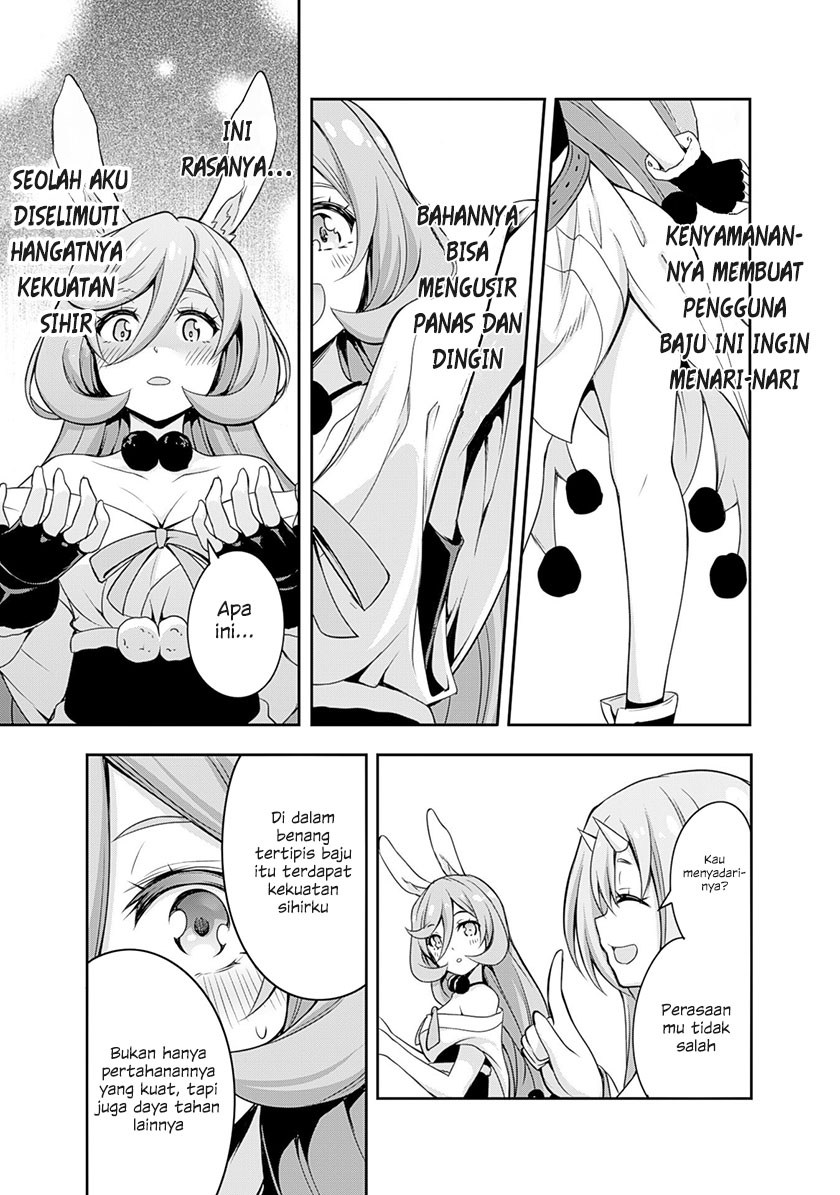 KENYAMANAN-
NYA MEMBUAT
PENGGUNA
BAJU INI INGIN
MENARI-NARI
BAHANNYA
BISA
MENGUSIR
PANAS DAN
DINGIN
INI
RASANYA...
SEOLAH AKU
DISELIMUTI
HANGATNYA
KEKUATAN
SIHIR
Apa
ini...
Kau
menyadari-
nya?
Perasaan
mu tidak
salah
Di dalam
benang
tertipis baju
itu terdapat
kekuatan
sihirku
Bukan hanya
pertahanannya
yang kuat, tapi
juga daya tahan
lainnya